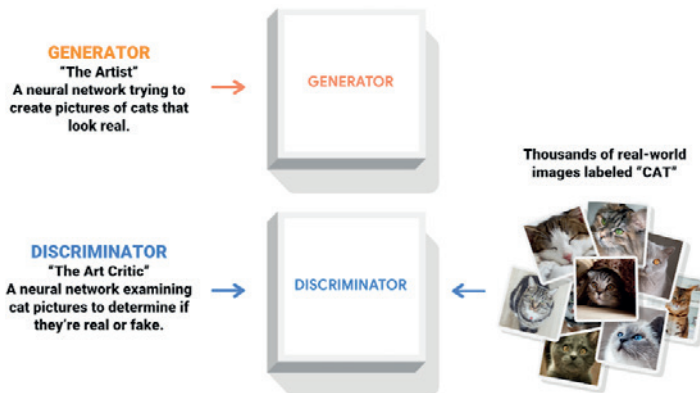 GENERATOR
“The Artist”
A neural network trying to
create pictures of cats that
look real.
GENERATOR
Thousands of real-world
images labeled “CAT”
DISCRIMINATOR
“The Art Critic”
A neural network examining
cat pictures to determine if
they’re real or fake.
DISCRIMINATOR